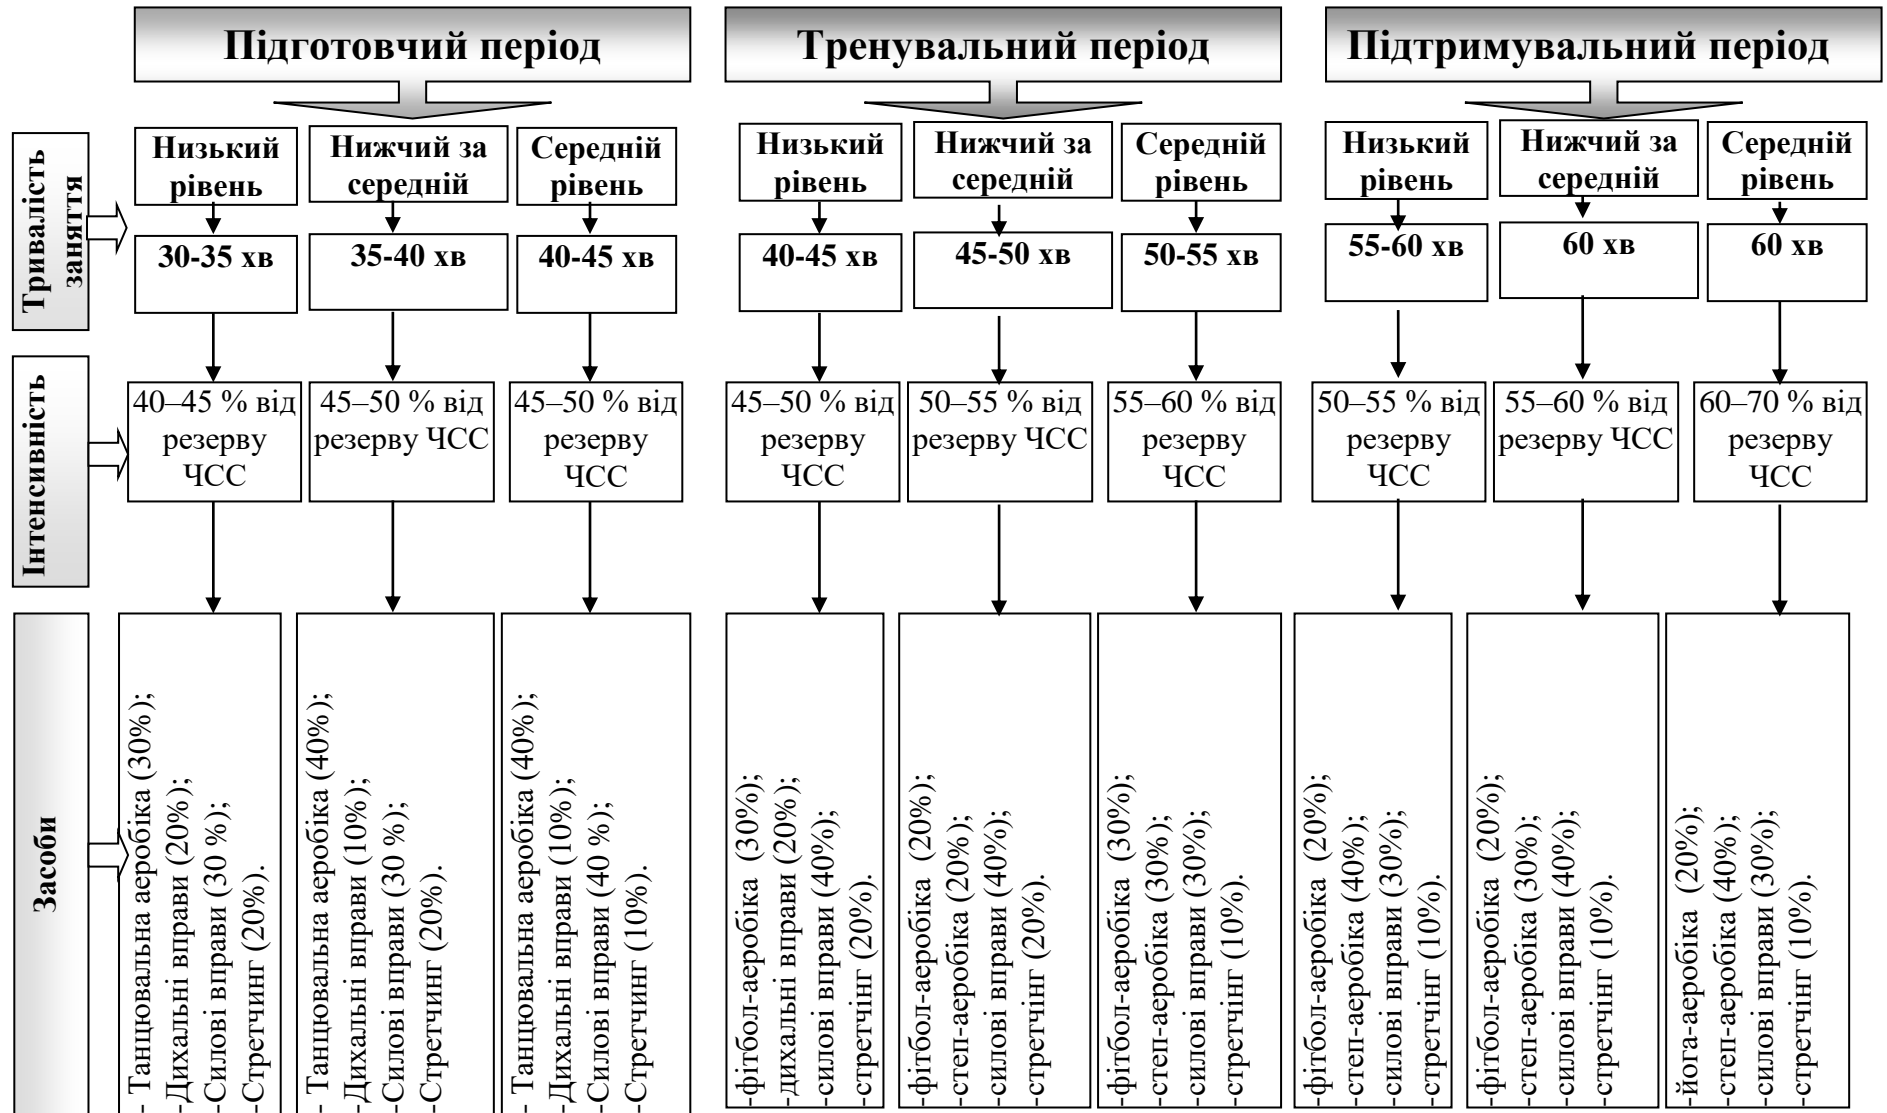 Підготовчий період
Тренувальний період
Підтримувальний період
Тривалість
заняття
Низький
рівень
Нижчий за
середній
Середній
рівень
Низький
рівень
Нижчий за
середній
Середній
рівень
Низький
рівень
Нижчий за
середній
Середній
рівень
30-35 хв
35-40 хв
40-45 хв
40-45 хв
45-50 хв
50-55 хв
55-60 хв
60 хв
60 хв
Інтенсивність
40–45 % від
резерву
ЧСС
45–50 % від
резерву ЧСС
45–50 % від
резерву
ЧСС
45–50 % від
резерву
ЧСС
50–55 % від
резерву ЧСС
55–60 % від
резерву
ЧСС
50–55 % від
резерву
ЧСС
55–60 % від
резерву ЧСС
60–70 % від
резерву
ЧСС
Засоби
- Танцювальна аеробіка (30%);
-Дихальні вправи (20%);
-Силові вправи (30 %);
-Стретчинг (20%).
- Танцювальна аеробіка (40%);
-Дихальні вправи (10%);
-Силові вправи (30 %);
-Стретчинг (20%).
- Танцювальна аеробіка (40%);
-Дихальні вправи (10%);
-Силові вправи (40 %);
-Стретчинг (10%).
-фітбол-аеробіка (30%);
-дихальні вправи (20%);
-силові вправи (40%);
-стретчінг (20%).
-фітбол-аеробіка (20%);
-степ-аеробіка (20%);
-силові вправи (40%);
-стретчінг (20%).
-фітбол-аеробіка (30%);
-степ-аеробіка (30%);
-силові вправи (30%);
-стретчінг (10%).
-фітбол-аеробіка (20%);
-степ-аеробіка (40%);
-силові вправи (30%);
-стретчінг (10%).
-фітбол-аеробіка (20%);
-степ-аеробіка (30%);
-силові вправи (40%);
-стретчінг (10%).
-йога-аеробіка (20%);
-степ-аеробіка (40%);
-силові вправи (30%);
-стретчінг (10%).